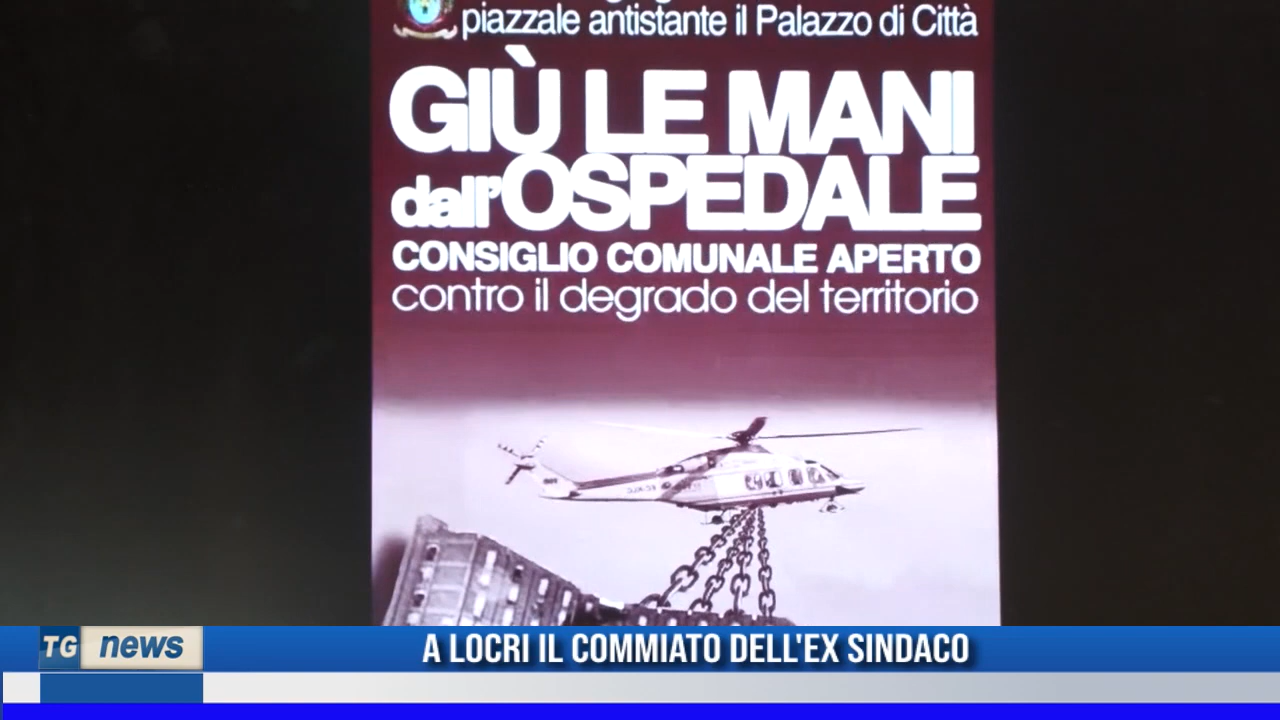 piazzale antistante il Palazzo di Città
GIÙ LE MANI
dall'OSPEDALE
CONSIGLIO COMUNALE APERTO
contro il degrado del territorio
TG news
A LOCRI IL COMMIATO DELL'EX SINDACO